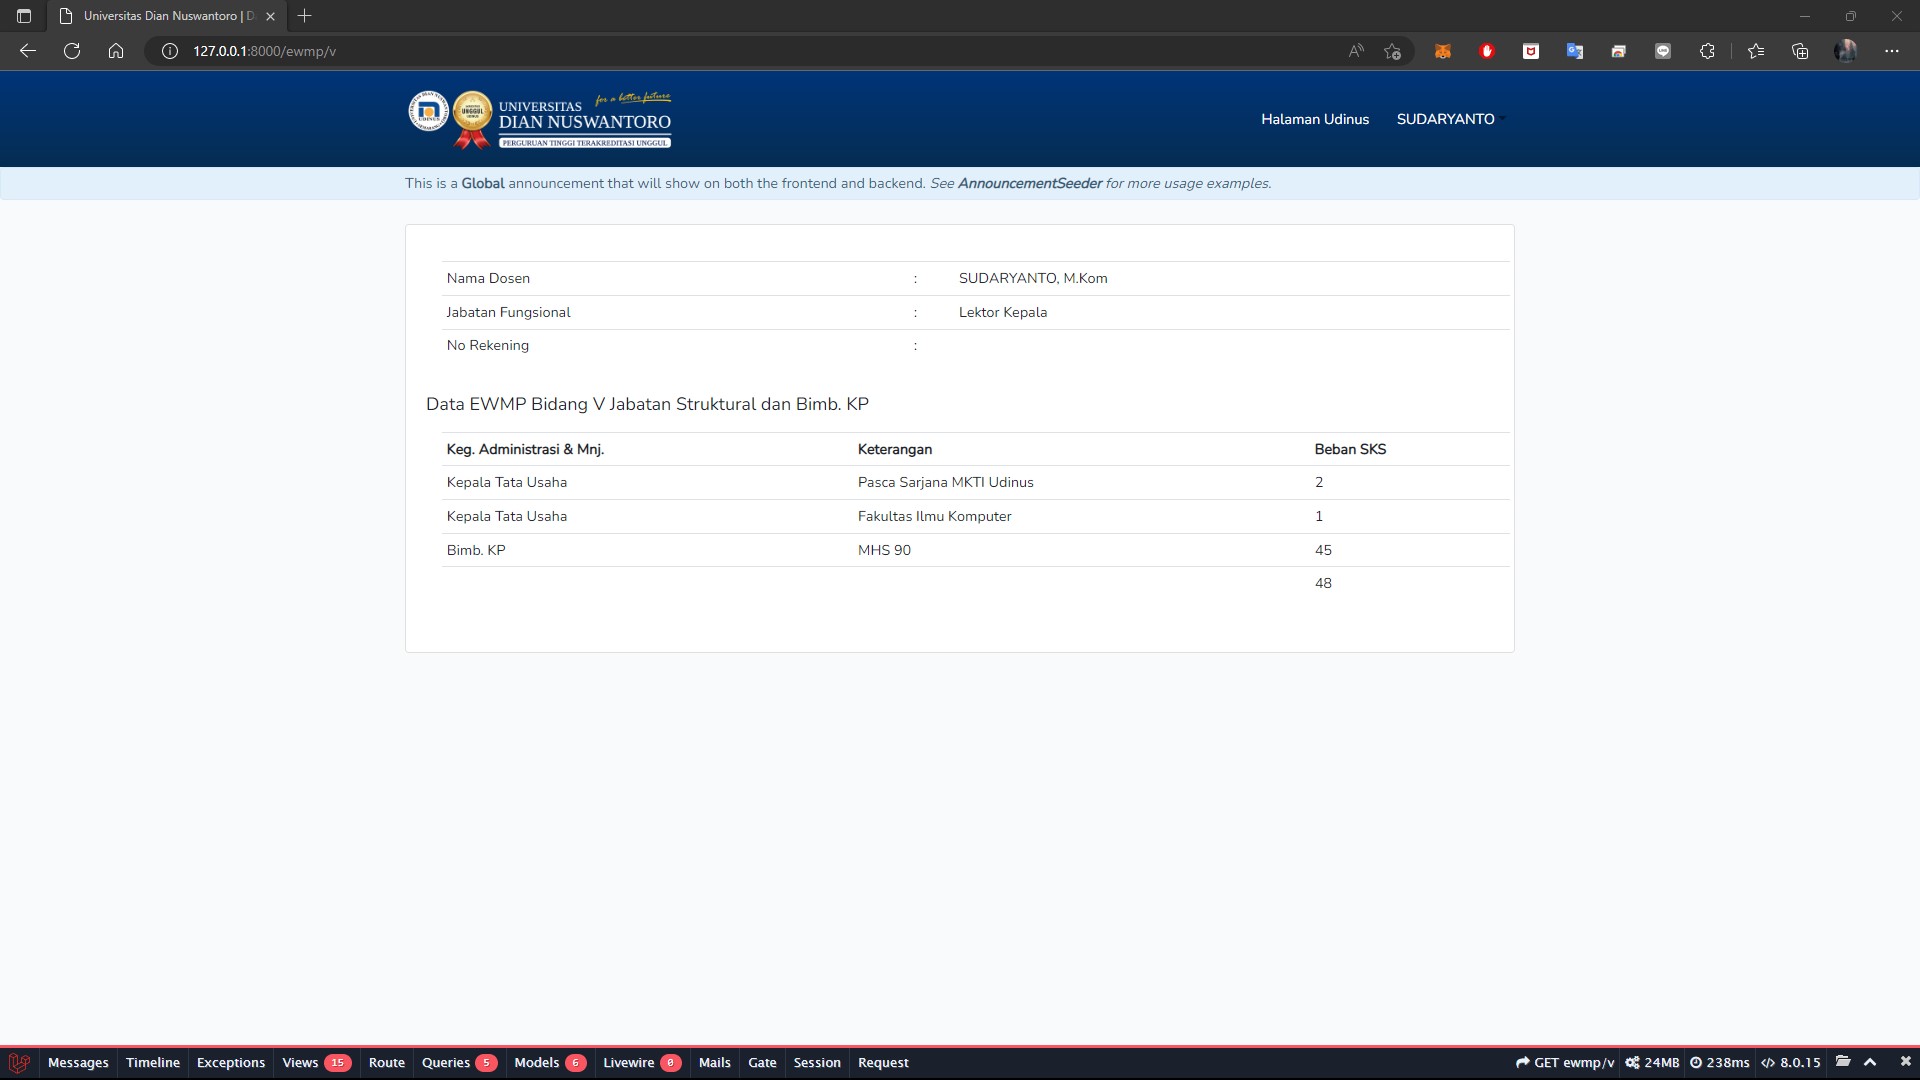 Universitas Dian Nuswantoro | D
127.0.0.1:8000/ewmp/v
for a better future
UNIVERSITAS
DIAN NUSWANTORO
PERGURUAN TINGGI TERAKREDITASI UNGGUL
UDINUS
UNGGUL
Halaman Udinus SUDARYANTO
This is a Global announcement that will show on both the frontend and backend. See AnnouncementSeeder for more usage examples.
Nama Dosen : SUDARYANTO, M.Kom
Jabatan Fungsional : Lektor Kepala
No Rekening :
Data EWMP Bidang V Jabatan Struktural dan Bimb. KP
Keg. Administrasi & Mnj. Keterangan Beban SKS
Kepala Tata Usaha Pasca Sarjana MKTI Udinus 2
Kepala Tata Usaha Fakultas Ilmu Komputer 1
Bimb. KP MHS 90 45
48
Messages Timeline Exceptions Views 15 Route Queries 5 Models 6 Livewire 0 Mails Gate Session Request GET ewmp/v 24MB 238ms 8.0.15